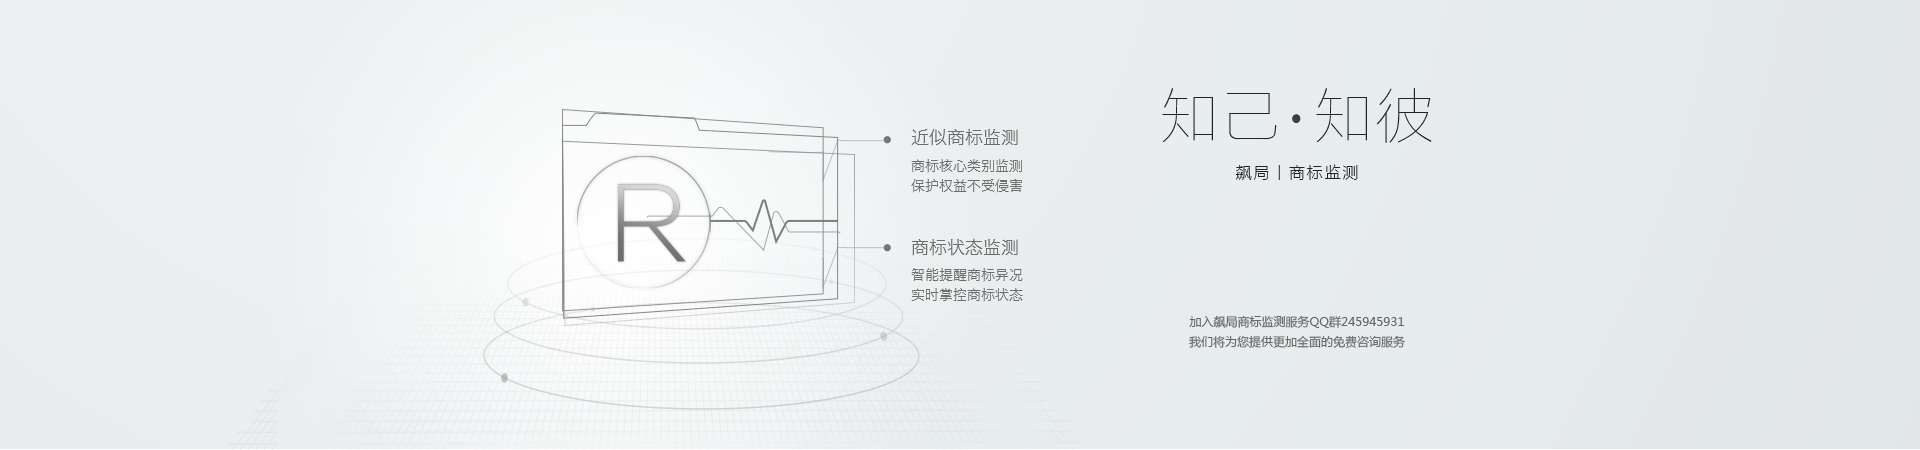 R
近似商标监测
商标核心类别监测
保护权益不受侵害
商标状态监测
智能提醒商标异况
实时掌控商标状态
知己·知彼
飙局丨商标监测
加入飙局商标监测服务QQ群245945931
我们将为您提供更加全面的免费咨询服务